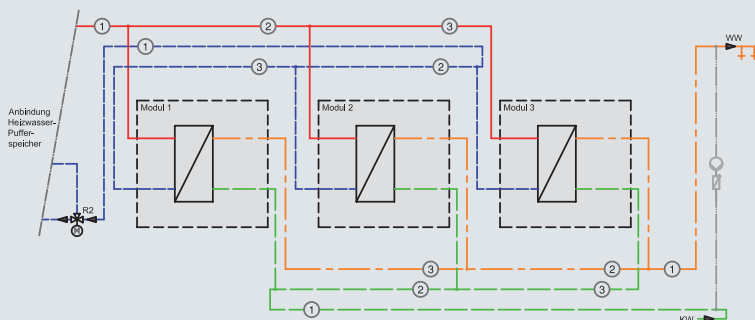 1
2
3
WW
1
3
2
Modul 1
Modul 2
Modul 3
Anbindung
Heizwasser-
Puffer-
speicher
R2
M
3
2
1
2
3
1
KW